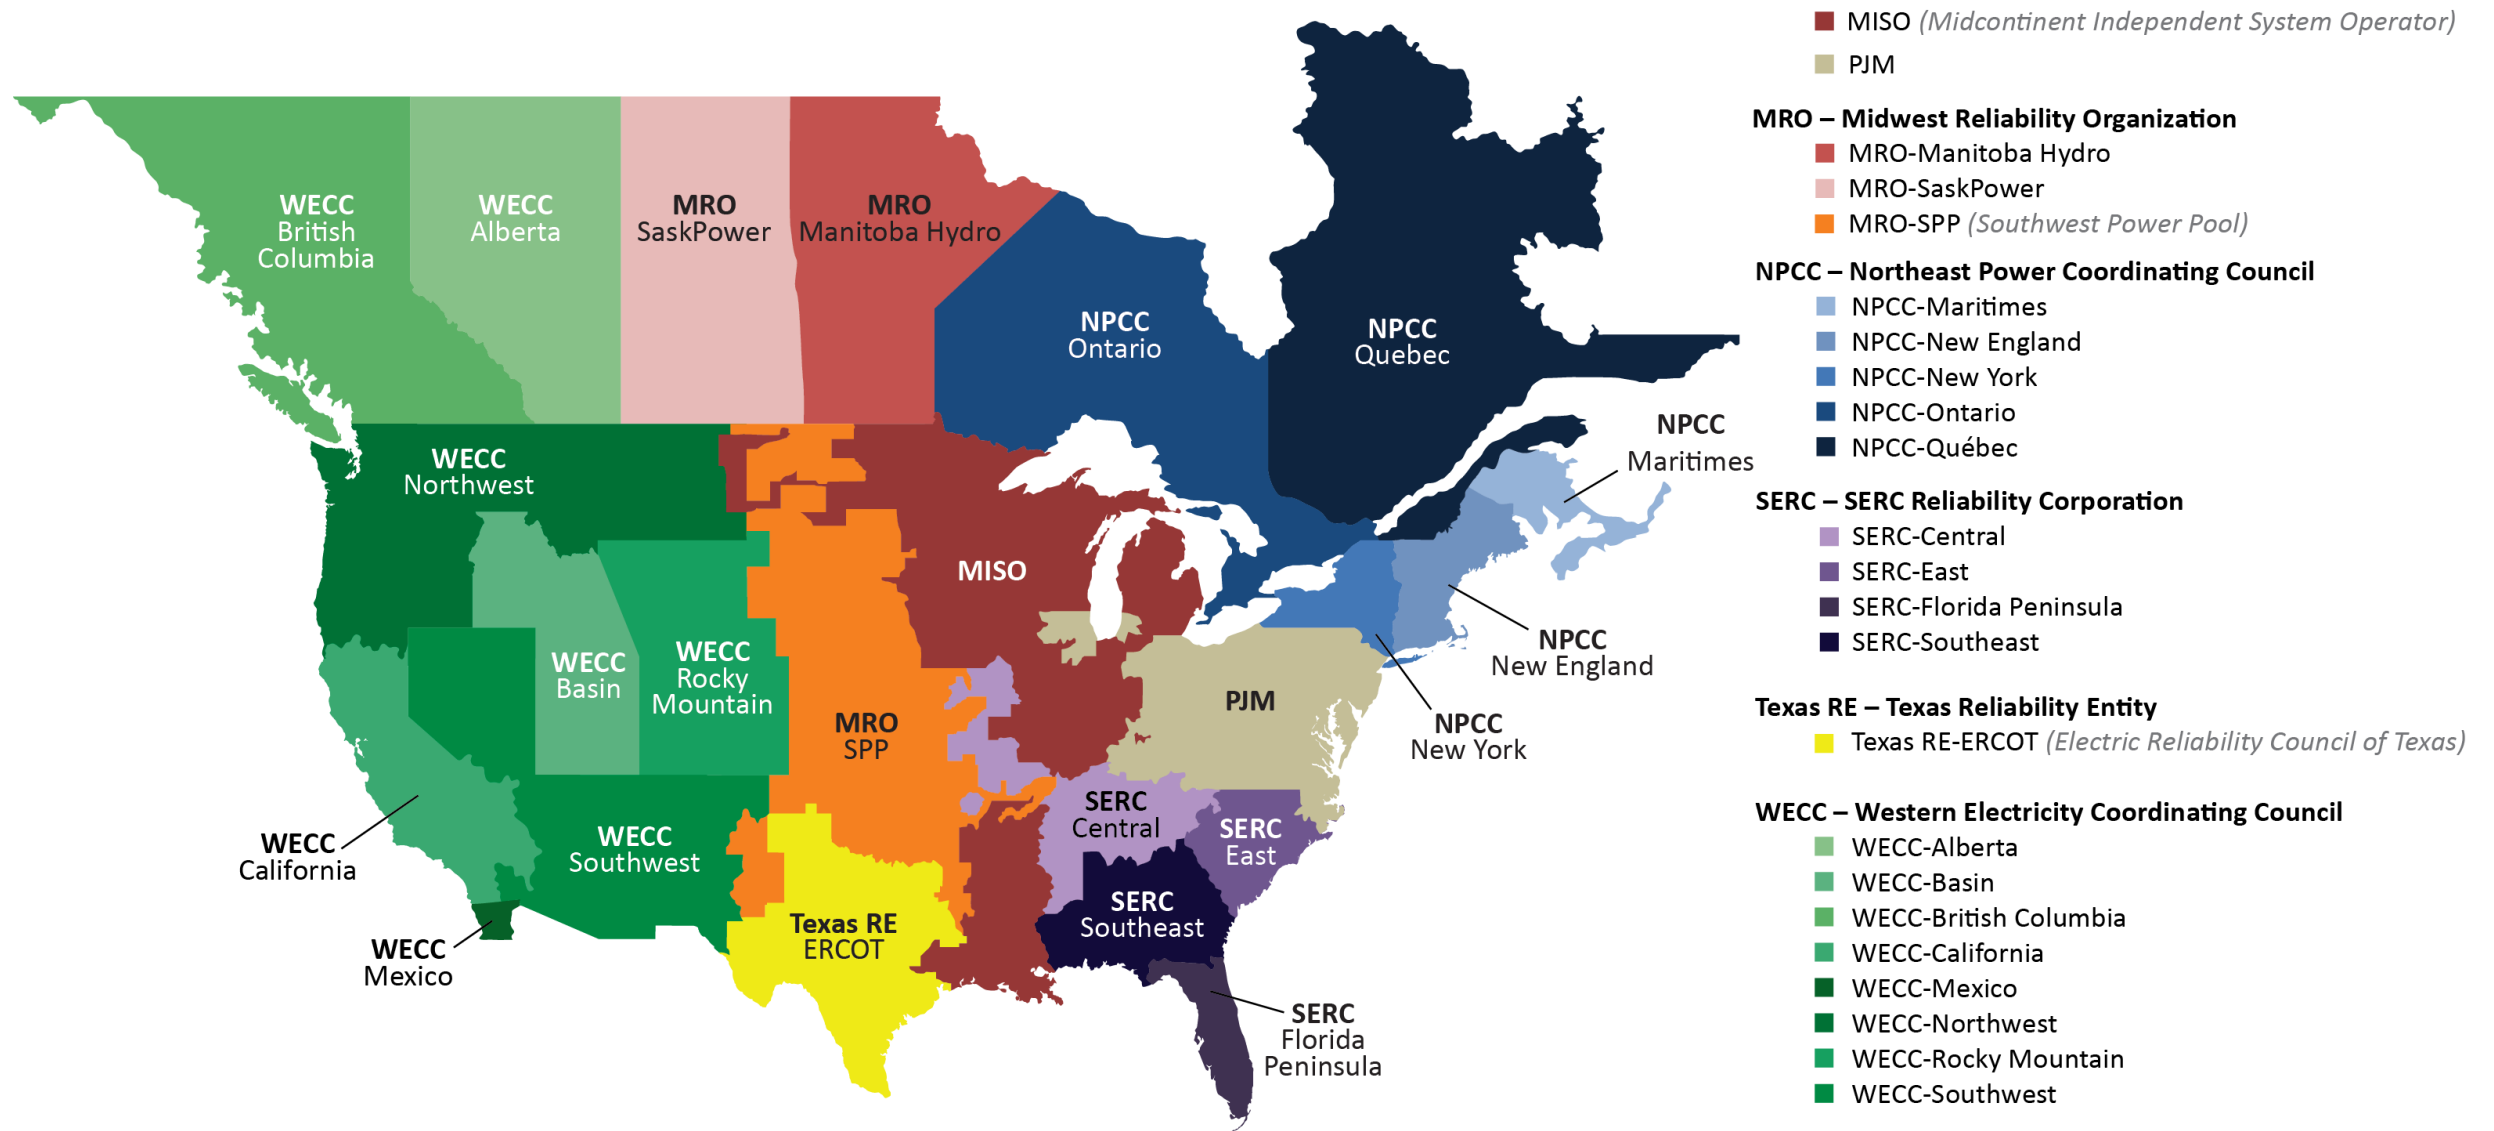 WECC
British
Columbia
WECC
Alberta
MRO
SaskPower
MRO
Manitoba Hydro
NPCC
Ontario
NPCC
Quebec
NPCC
Maritimes
WECC
Northwest
MISO
NPCC
New England
WECC
Basin
WECC
Rocky
Mountain
MRO
SPP
PJM
NPCC
New York
WECC
California
WECC
Southwest
SERC
Central
SERC
East
WECC
Mexico
Texas RE
ERCOT
SERC
Southeast
SERC
Florida
Peninsula
MISO (Midcontinent Independent System Operator)
PJM
MRO – Midwest Reliability Organization
MRO-Manitoba Hydro
MRO-SaskPower
MRO-SPP (Southwest Power Pool)
NPCC – Northeast Power Coordinating Council
NPCC-Maritimes
NPCC-New England
NPCC-New York
NPCC-Ontario
NPCC-Québec
SERC – SERC Reliability Corporation
SERC-Central
SERC-East
SERC-Florida Peninsula
SERC-Southeast
Texas RE – Texas Reliability Entity
Texas RE-ERCOT (Electric Reliability Council of Texas)
WECC – Western Electricity Coordinating Council
WECC-Alberta
WECC-Basin
WECC-British Columbia
WECC-California
WECC-Mexico
WECC-Northwest
WECC-Rocky Mountain
WECC-Southwest